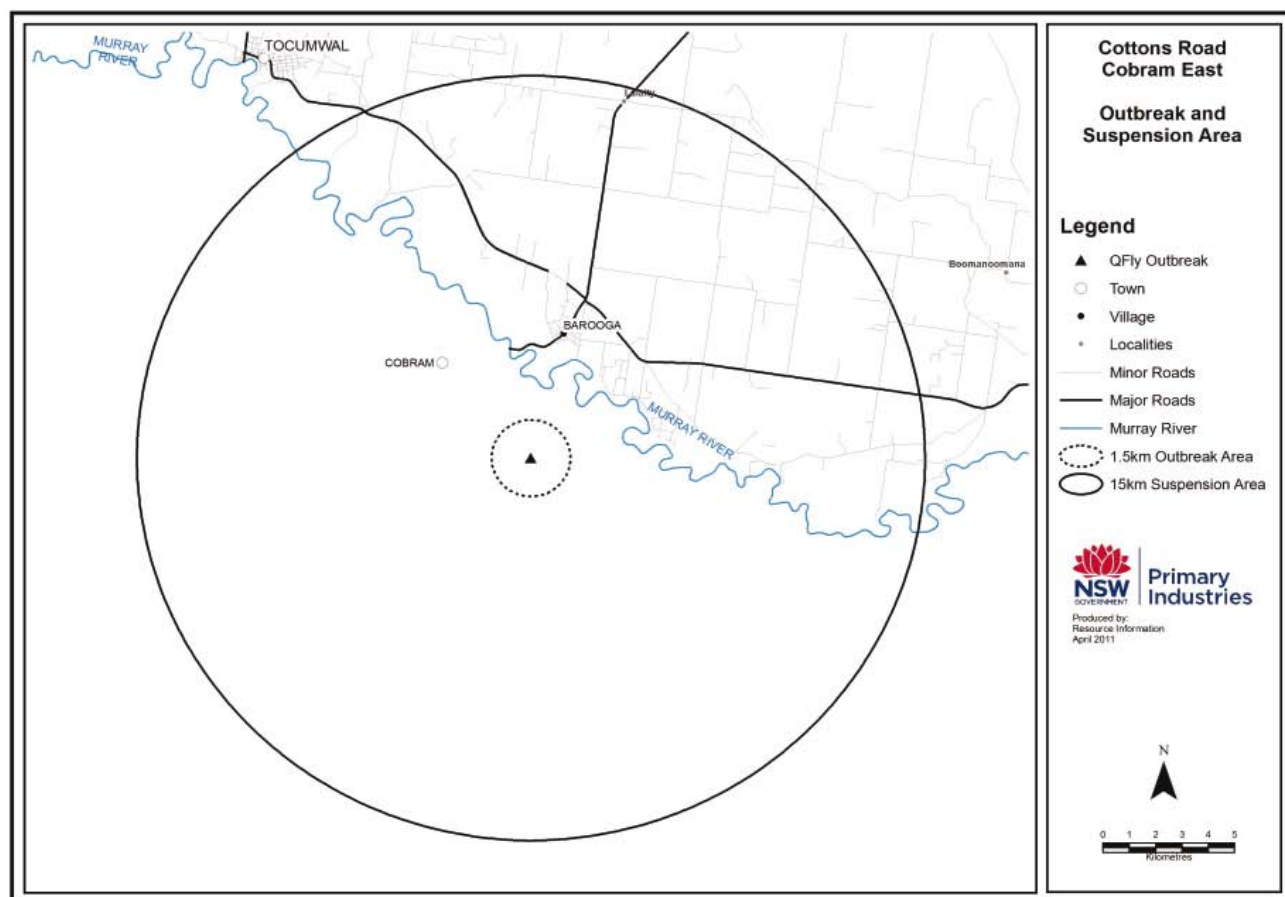 MURRAY
RIVER
TOCUMWAL
Lalalty
Boomanoomana
BAROOGA
COBRAM
MURRAY RIVER
Cottons Road
Cobram East
Outbreak and
Suspension Area
Legend
QFly Outbreak
Town
Village
Localities
Minor Roads
Major Roads
Murray River
1.5km Outbreak Area
15km Suspension Area
NSW
GOVERNMENT
Primary
Industries
Produced by:
Resource Information
April 2011
N
0 1 2 3 4 5
Kilometres